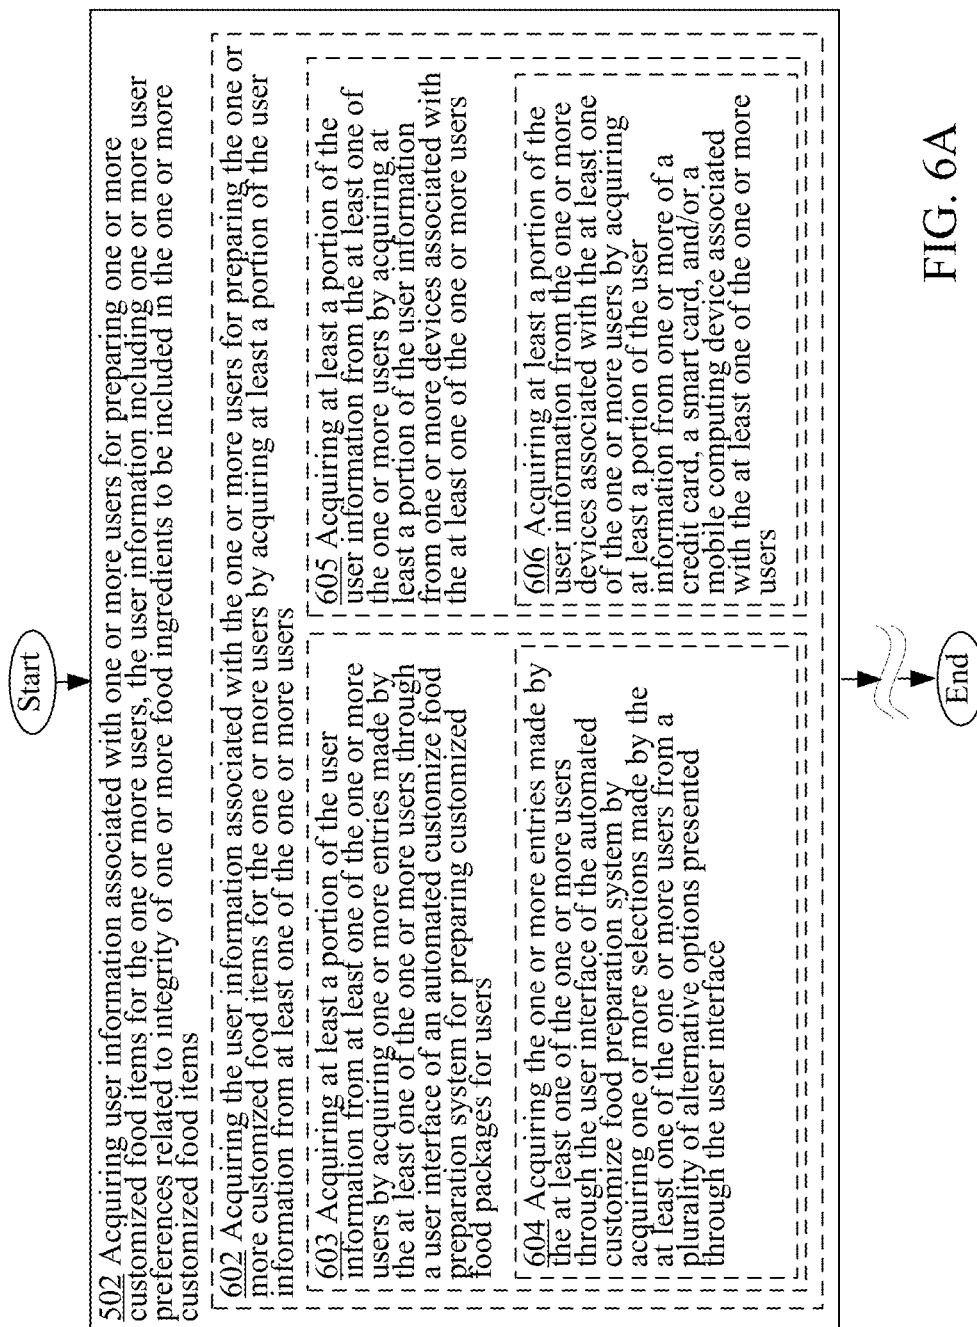 Start
502 Acquiring user information associated with one or more users for preparing one or more
customized food items for the one or more users, the user information including one or more user
preferences related to integrity of one or more food ingredients to be included in the one or more
customized food items
602 Acquiring the user information associated with the one or more users for preparing the one or
more customized food items for the one or more users by acquiring at least a portion of the user
information from at least one of the one or more users
603 Acquiring at least a portion of the user
information from at least one of the one or more
users by acquiring one or more entries made by
the at least one of the one or more users through
a user interface of an automated customize food
preparation system for preparing customized
food packages for users
604 Acquiring the one or more entries made by
the at least one of the one or more users
through the user interface of the automated
customize food preparation system by
acquiring one or more selections made by the
at least one of the one or more users from a
plurality of alternative options presented
through the user interface
605 Acquiring at least a portion of the
user information from the at least one of
the one or more users by acquiring at
least a portion of the user information
from one or more devices associated with
the at least one of the one or more users
606 Acquiring at least a portion of the
user information from the one or more
devices associated with the at least one
of the one or more users by acquiring
at least a portion of the user
information from one or more of a
credit card, a smart card, and/or a
mobile computing device associated
with the at least one of the one or more
users
End
FIG. 6A